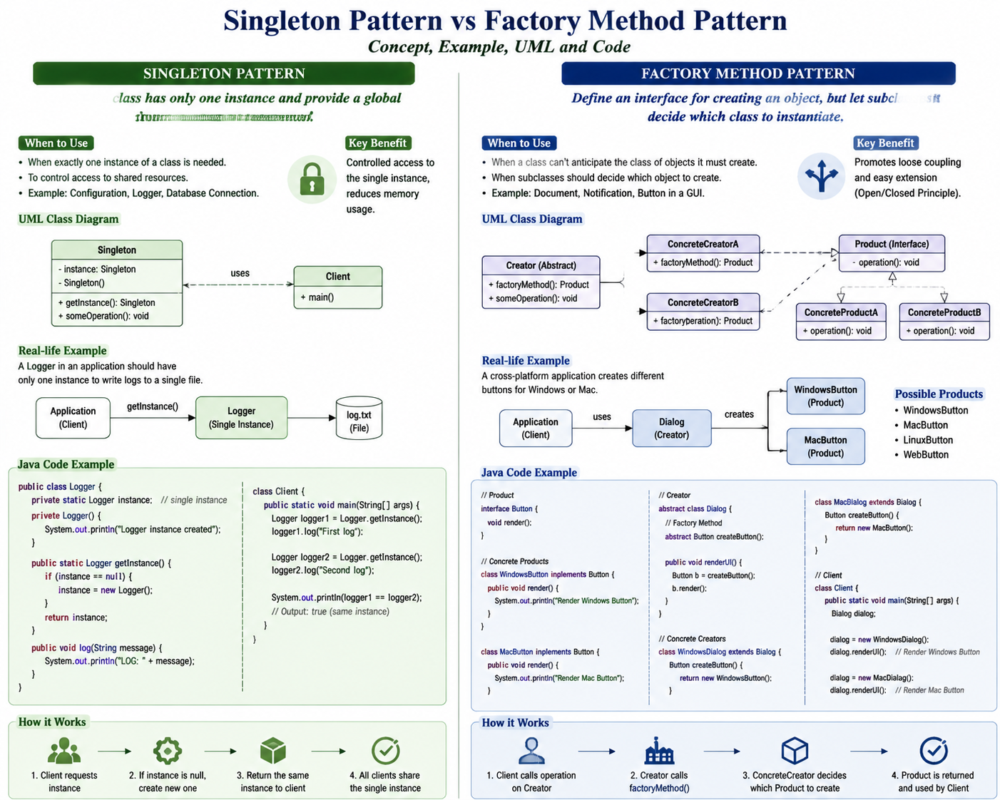 Singleton Pattern vs Factory Method Pattern
Concept, Example, UML and Code
SINGLETON PATTERN
class has only one instance and provide a global
When to Use
• When exactly one instance of a class is needed.
• To control access to shared resources.
• Example: Configuration, Logger, Database Connection.
Key Benefit
Controlled access to
the single instance,
reduces memory
usage.
UML Class Diagram
Singleton
- instance: Singleton
- Singleton()
+ getInstance(): Singleton
+ someOperation(): void
uses
Client
+ main()
Real-life Example
A Logger in an application should have
only one instance to write logs to a single file.
Application
(Client)
getInstance()
Logger
(Single Instance)
log.txt
(File)
Java Code Example
public class Logger {
private static Logger instance; // single instance
private Logger() {
System.out.println("Logger instance created");
}
public static Logger getInstance() {
if (instance == null) {
instance = new Logger();
}
return instance;
}
public void log(String message) {
System.out.println("LOG: " + message);
}
}
class Client {
public static void main(String[] args) {
Logger logger1 = Logger.getInstance();
logger1.log("First log");
Logger logger2 = Logger.getInstance();
logger2.log("Second log");
System.out.println(logger1 == logger2);
// Output: true (same instance)
}
}
How it Works
1. Client requests
instance
2. If instance is null,
create new one
3. Return the same
instance to client
4. All clients share
the single instance
FACTORY METHOD PATTERN
Define an interface for creating an object, but let
decide which class to instantiate.
When to Use
• When a class can't anticipate the class of objects it must create.
• When subclasses should decide which object to create.
• Example: Document, Notification, Button in a GUI.
Key Benefit
Promotes loose coupling
and easy extension
(Open/Closed Principle).
UML Class Diagram
Creator (Abstract)
+ factoryMethod(): Product
+ someOperation(): void
ConcreteCreatorA
+ factoryMethod(): Product
ConcreteCreatorB
+ factoryperation): Product
Product (Interface)
- operation(): void
ConcreteProductA
+ operation(): void
ConcreteProductB
+ operation(): void
Real-life Example
A cross-platform application creates different
buttons for Windows or Mac.
Application
(Client)
uses
Dialog
(Creator)
creates
WindowsButton
(Product)
MacButton
(Product)
Possible Products
• WindowsButton
• MacButton
• LinuxButton
• WebButton
Java Code Example
// Product
interface Button {
void render();
}
// Concrete Products
class WindowsButton inplements Button {
public void render() {
System.out.println("Render Windows Button");
}
}
class MacButton inplements Button {
public void render() {
System.out.println("Render Mac Button");
}
// Creator
abstract class Dialog {
// Factory Method
abstract Button createButton();
public void renderUI() {
Button b = createButton();
b.render();
}
}
// Concrete Creators
class WindowsDialog extends Bialog {
Button createButton() {
return new WindowsButton();
}
class MacBialog extends Bialog {
Button createButton() {
return new MacButton();
}
}
// Client
class Client {
public static void main(String[] args) {
Bialog dialog;
dialog = new WindowsDialog():
dialog.renderUI(); // Render Windows Button
dialog = new MacDialag():
dialog.renderUI(); // Render Mac Button
How it Works
1. Client calls operation
on Creator
2. Creator calls
factoryMethod()
3. ConcreteCreator decides
which Product to create
4. Product is returned
and used by Client